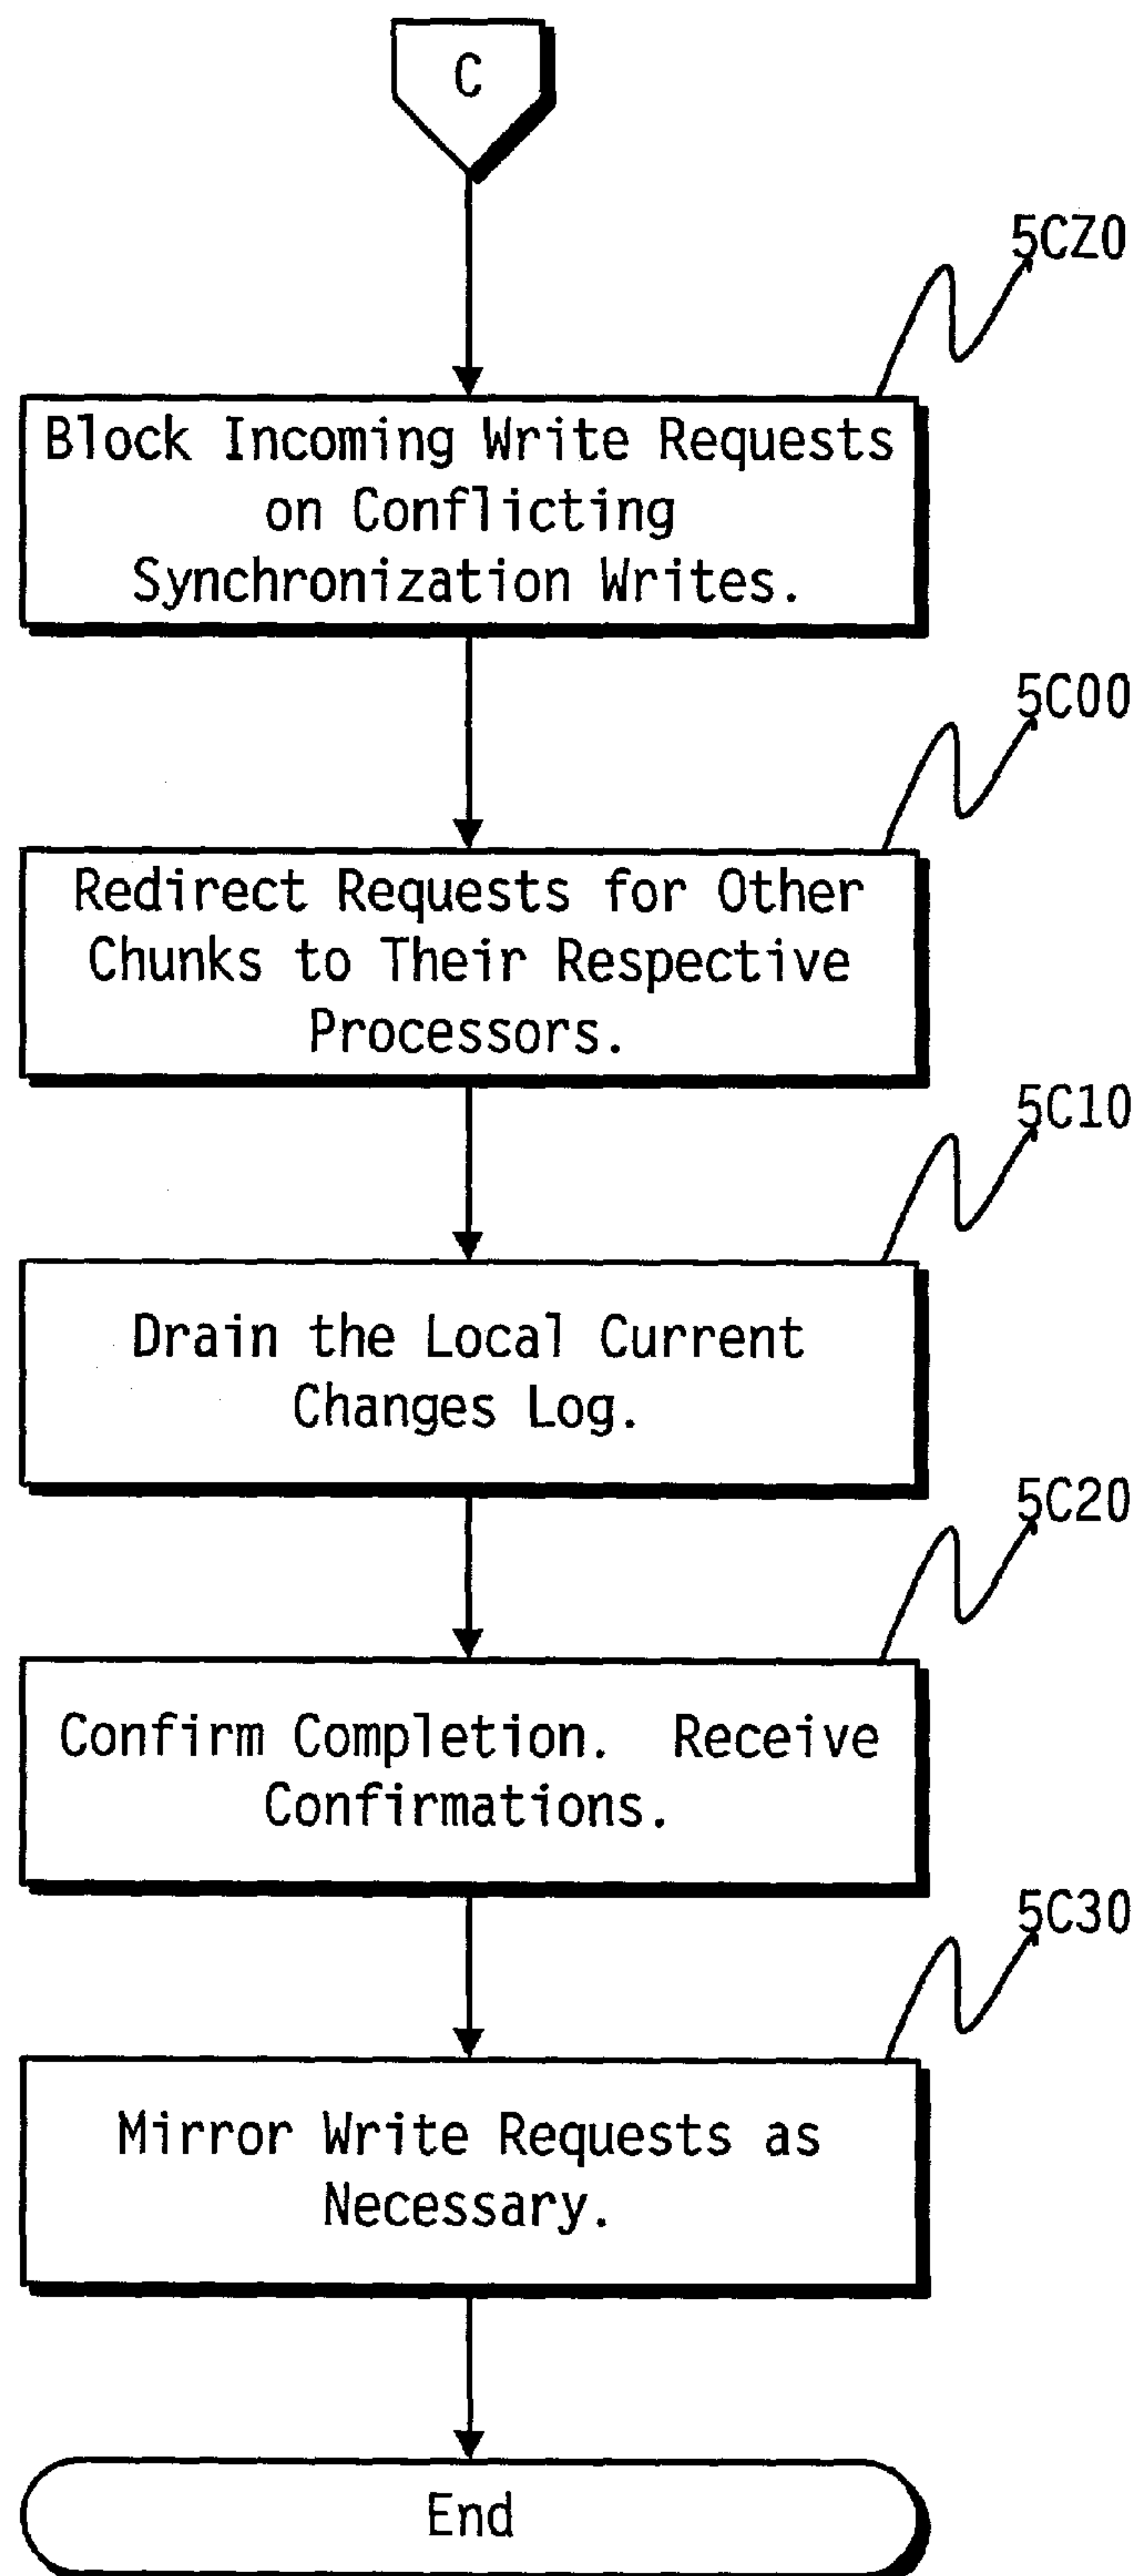 C
5CZ0
Block Incoming Write Requests
on Conflicting
Synchronization Writes.
5C00
Redirect Requests for Other
Chunks to Their Respective
Processors.
5C10
Drain the Local Current
Changes Log.
5C20
Confirm Completion.  Receive
Confirmations.
5C30
Mirror Write Requests as
Necessary.
End